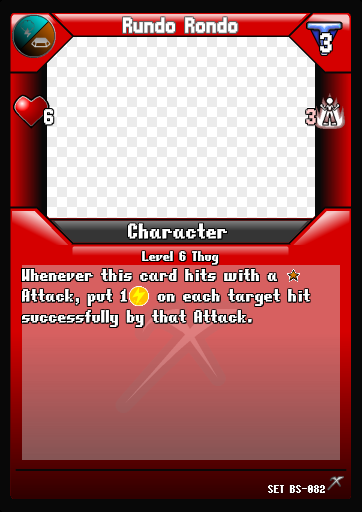 Rundo Rondo
3
6
3
Character
Level 6 Thug
Whenever this card hits with a
Attack, put 1 on each target hit
successfully by that Attack.
SET BS-082